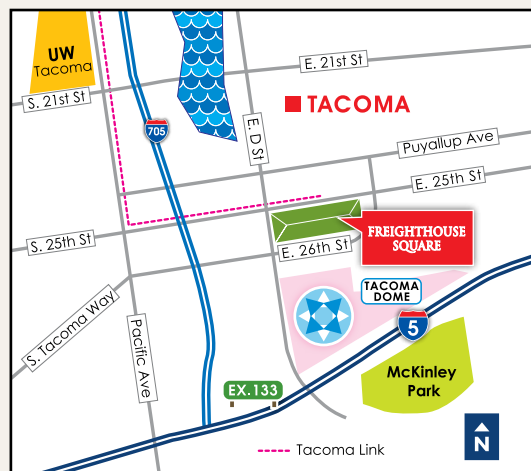 UW
Tacoma
S. 21st St
E. 21st St
TACOMA
705
E. D St
Puyallup Ave
E. 25th St
FREIGHTHOUSE
SQUARE
S. 25th St
E. 26th St
TACOMA
DOME
5
S. Tacoma Way
Pacific Ave
McKinley
Park
EX.133
N
Tacoma Link